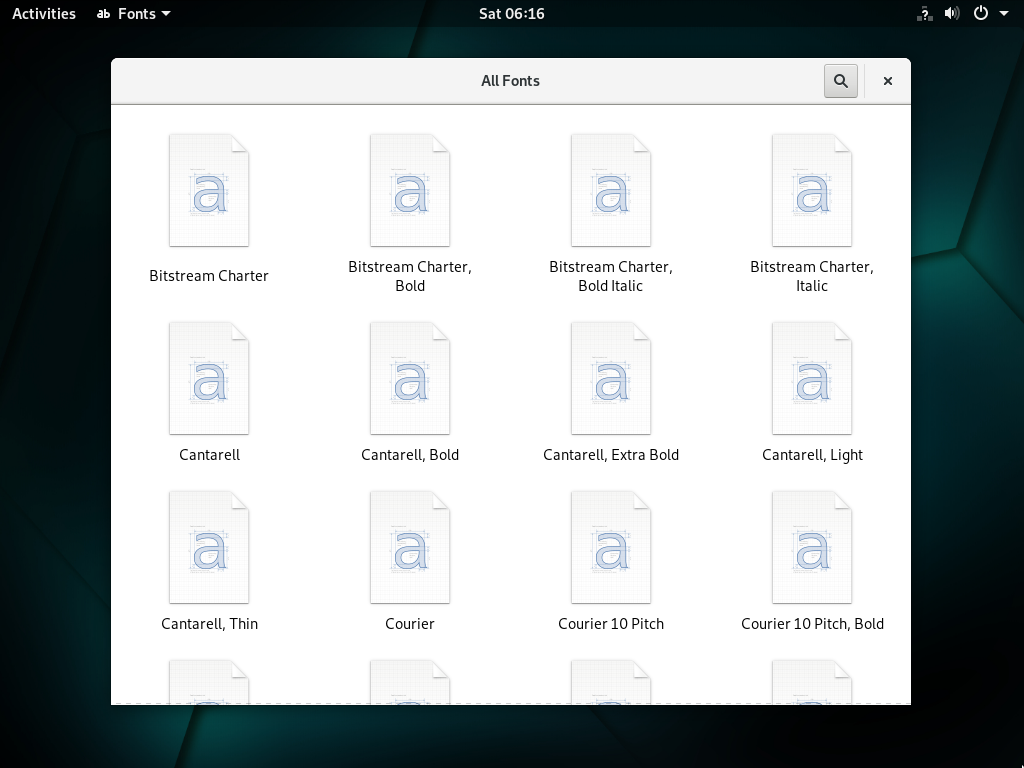 Activities ab Fonts Sat 06:16
All Fonts
a a a a
Bitstream Charter
Bitstream Charter,
Bold
Bitstream Charter,
Bold Italic
Bitstream Charter,
Italic
a a a a
Cantarell
Cantarell, Bold
Cantarell, Extra Bold
Cantarell, Light
a a a a
Cantarell, Thin
Courier
Courier 10 Pitch
Courier 10 Pitch, Bold